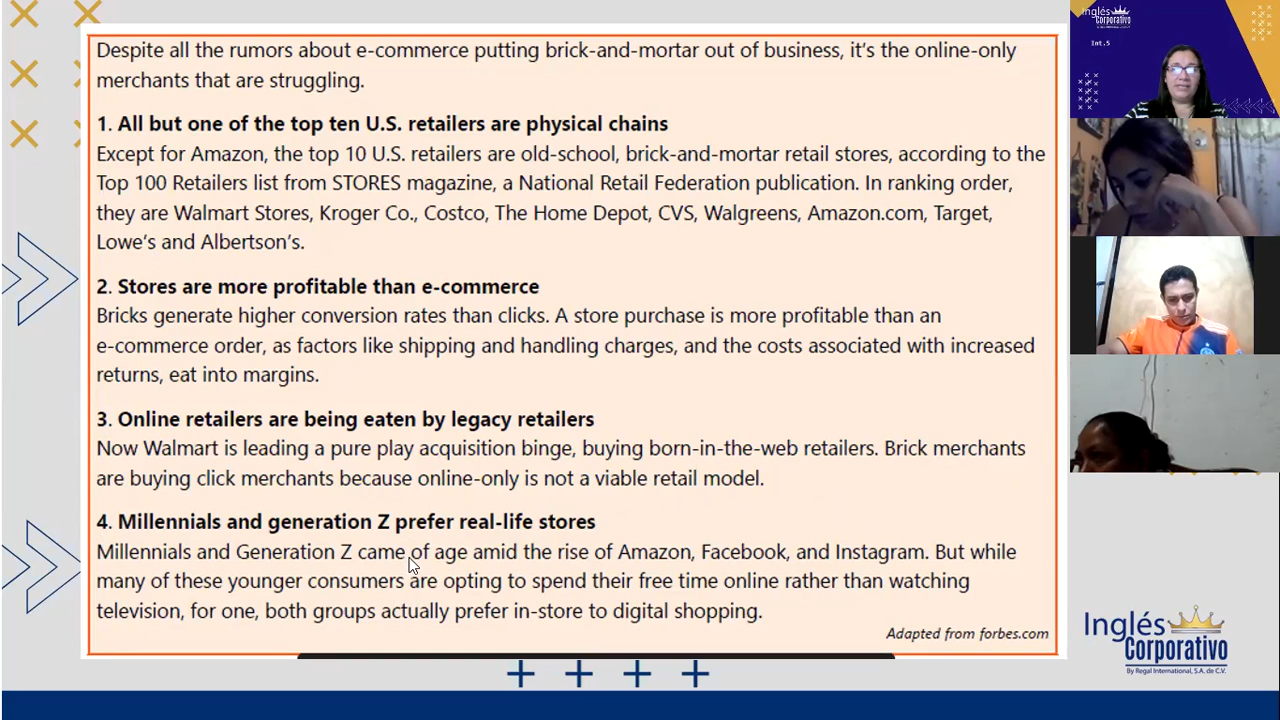 Despite all the rumors about e-commerce putting brick-and-mortar out of business, it's the online-only
merchants that are struggling.
1. All but one of the top ten U.S. retailers are physical chains
Except for Amazon, the top 10 U.S. retailers are old-school, brick-and-mortar retail stores, according to the
Top 100 Retailers list from STORES magazine, a National Retail Federation publication. In ranking order,
they are Walmart Stores, Kroger Co., Costco, The Home Depot, CVS, Walgreens, Amazon.com, Target,
Lowe's and Albertson's.
2. Stores are more profitable than e-commerce
Bricks generate higher conversion rates than clicks. A store purchase is more profitable than an
e-commerce order, as factors like shipping and handling charges, and the costs associated with increased
returns, eat into margins.
3. Online retailers are being eaten by legacy retailers
Now Walmart is leading a pure play acquisition binge, buying born-in-the-web retailers. Brick merchants
are buying click merchants because online-only is not a viable retail model.
4. Millennials and generation Z prefer real-life stores
Millennials and Generation Z came of age amid the rise of Amazon, Facebook, and Instagram. But while
many of these younger consumers are opting to spend their free time online rather than watching
television, for one, both groups actually prefer in-store to digital shopping.
Adapted from forbes.com
Inglés
Corporativo
Int.5
Inglés
Corporativo
By Regal International, S.A. de C.V.